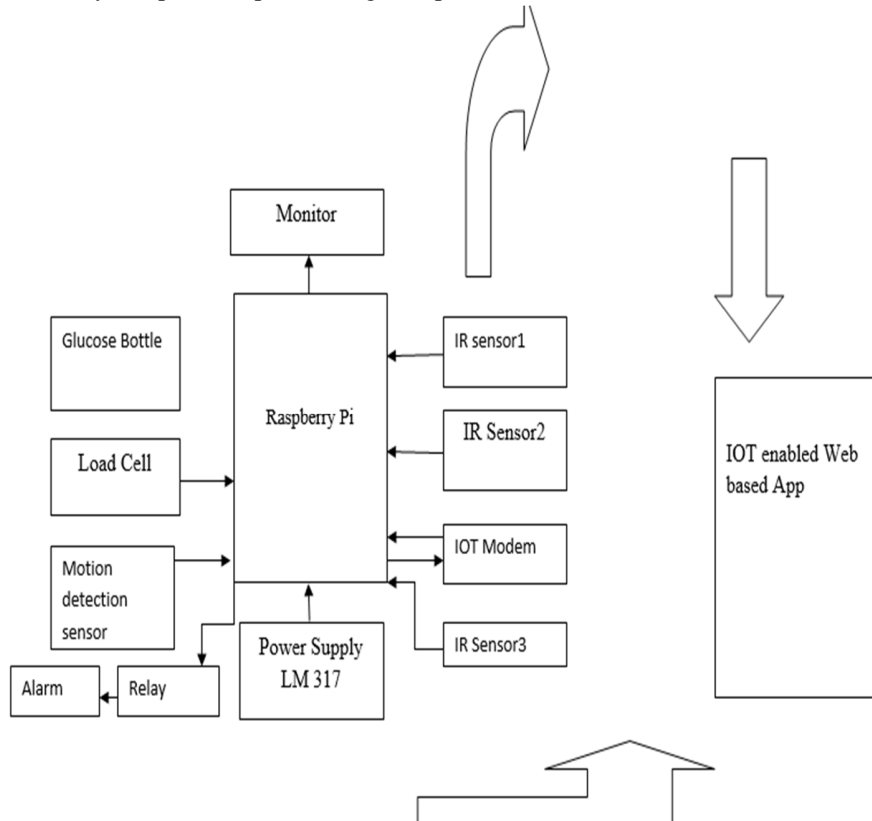 Monitor
Glucose Bottle
IR sensor1
Raspberry Pi
IR Sensor2
Load Cell
IOT enabled Web
based App
IOT Modem
Motion
detection
sensor
Power Supply
LM 317
IR Sensor3
Alarm
Relay